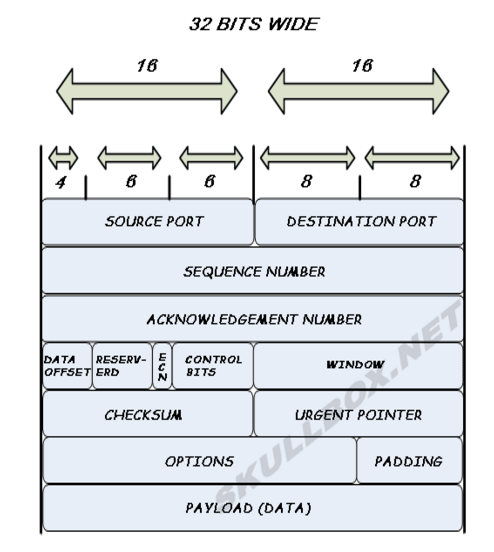 32 BITS WIDE
16 16
4 6 6 8 8
SOURCE PORT DESTINATION PORT
SEQUENCE NUMBER
ACKNOWLEDGEMENT NUMBER
DATA OFFSET RESERV-ERD ECN CONTROL BITS WINDOW
CHECKSUM URGENT POINTER
OPTIONS PADDING
PAYLOAD (DATA)
SKULLBOX.NET